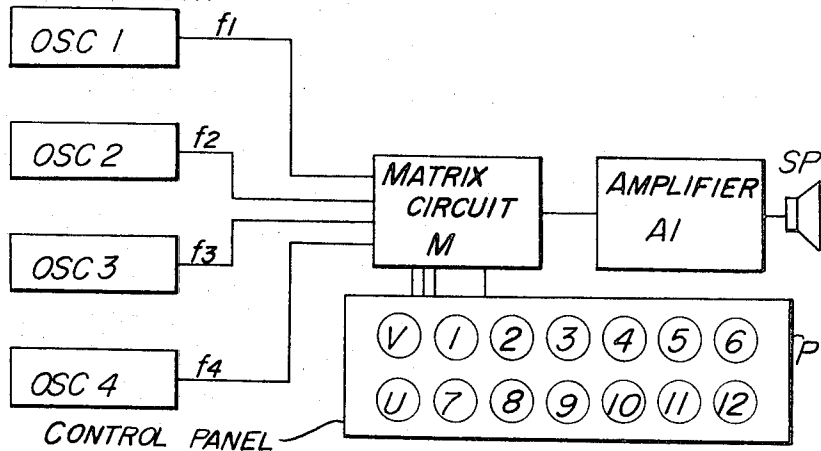 OSC 1
f1
OSC 2
f2
OSC 3
f3
OSC 4
f4
MATRIX
CIRCUIT
M
AMPLIFIER
A1
SP
V 1 2 3 4 5 6
P
U 7 8 9 10 11 12
CONTROL PANEL